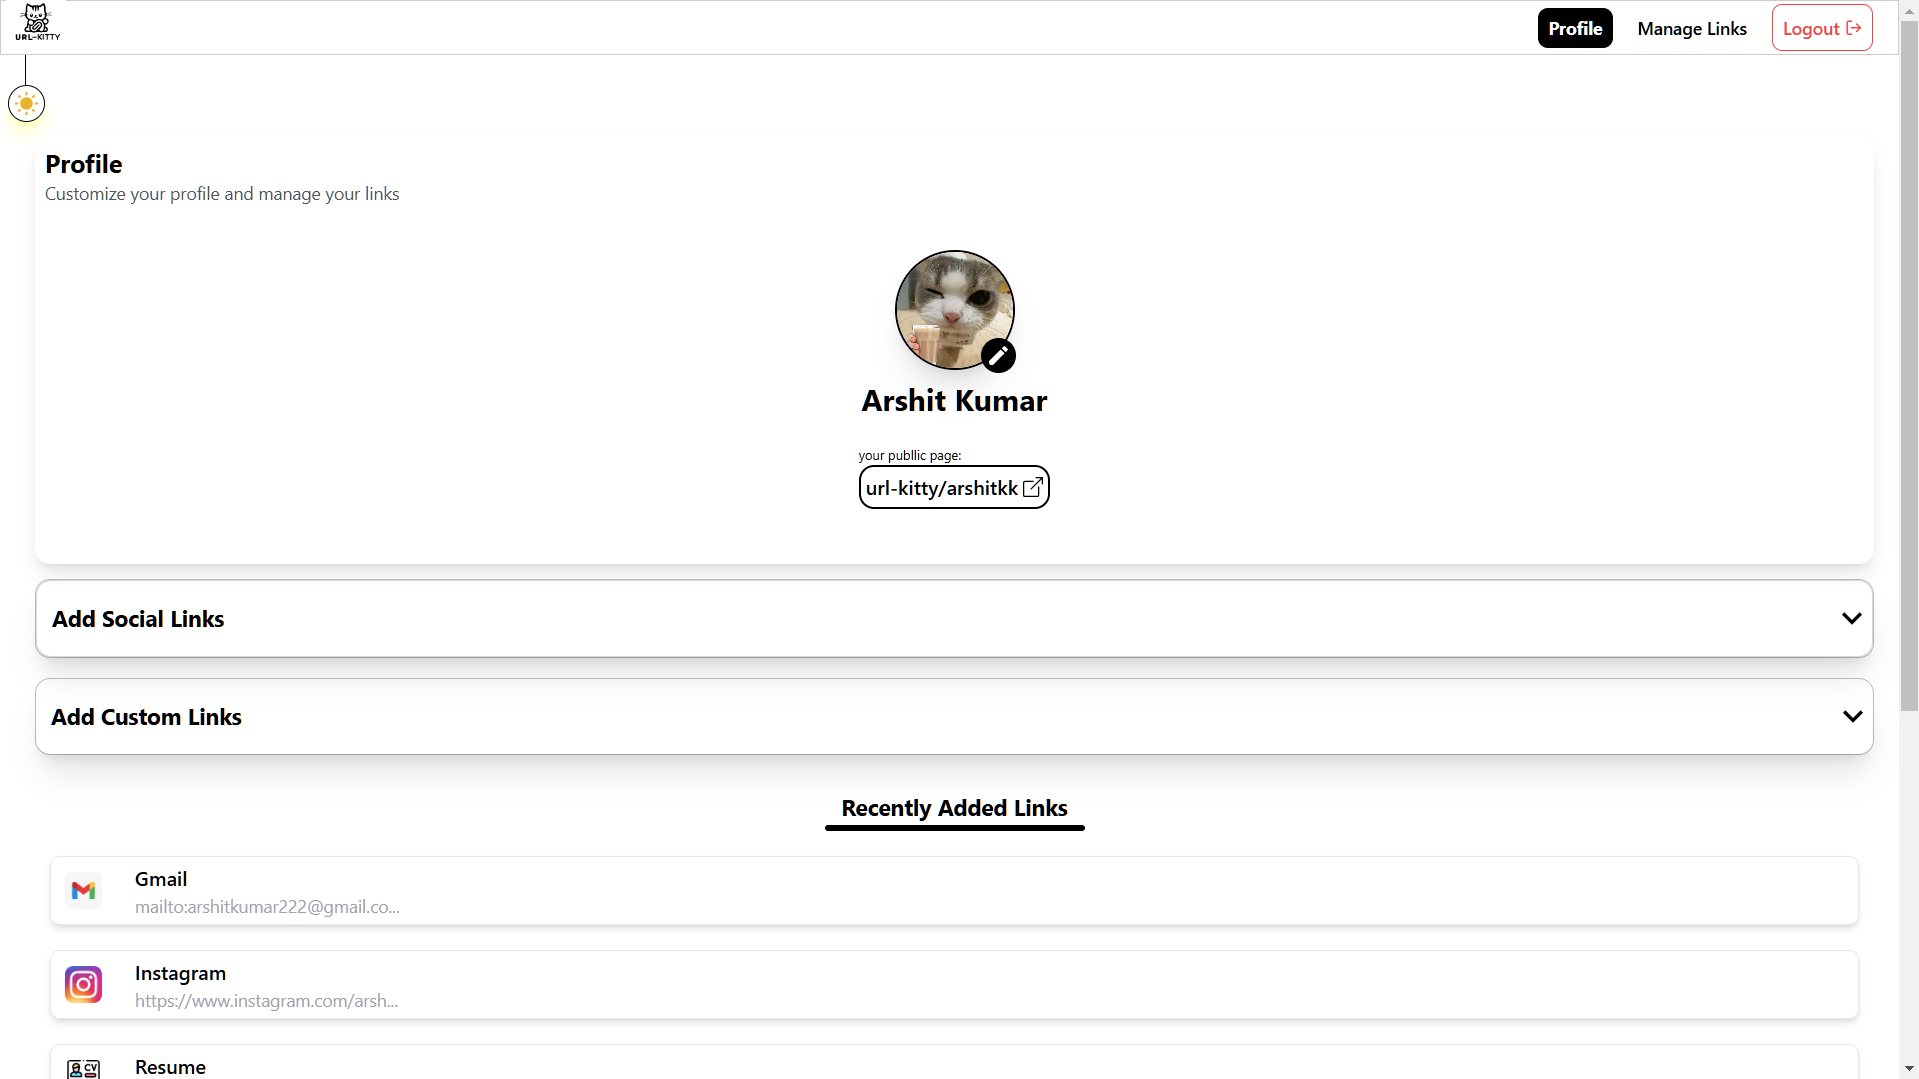 URL-KITTY
Profile
Manage Links
Logout
Profile
Customize your profile and manage your links
Arshit Kumar
your publlic page:
url-kitty/arshitkk
Add Social Links
Add Custom Links
Recently Added Links
Gmail
mailto:arshitkumar222@gmail.co...
Instagram
https://www.instagram.com/arsh...
CV
Resume